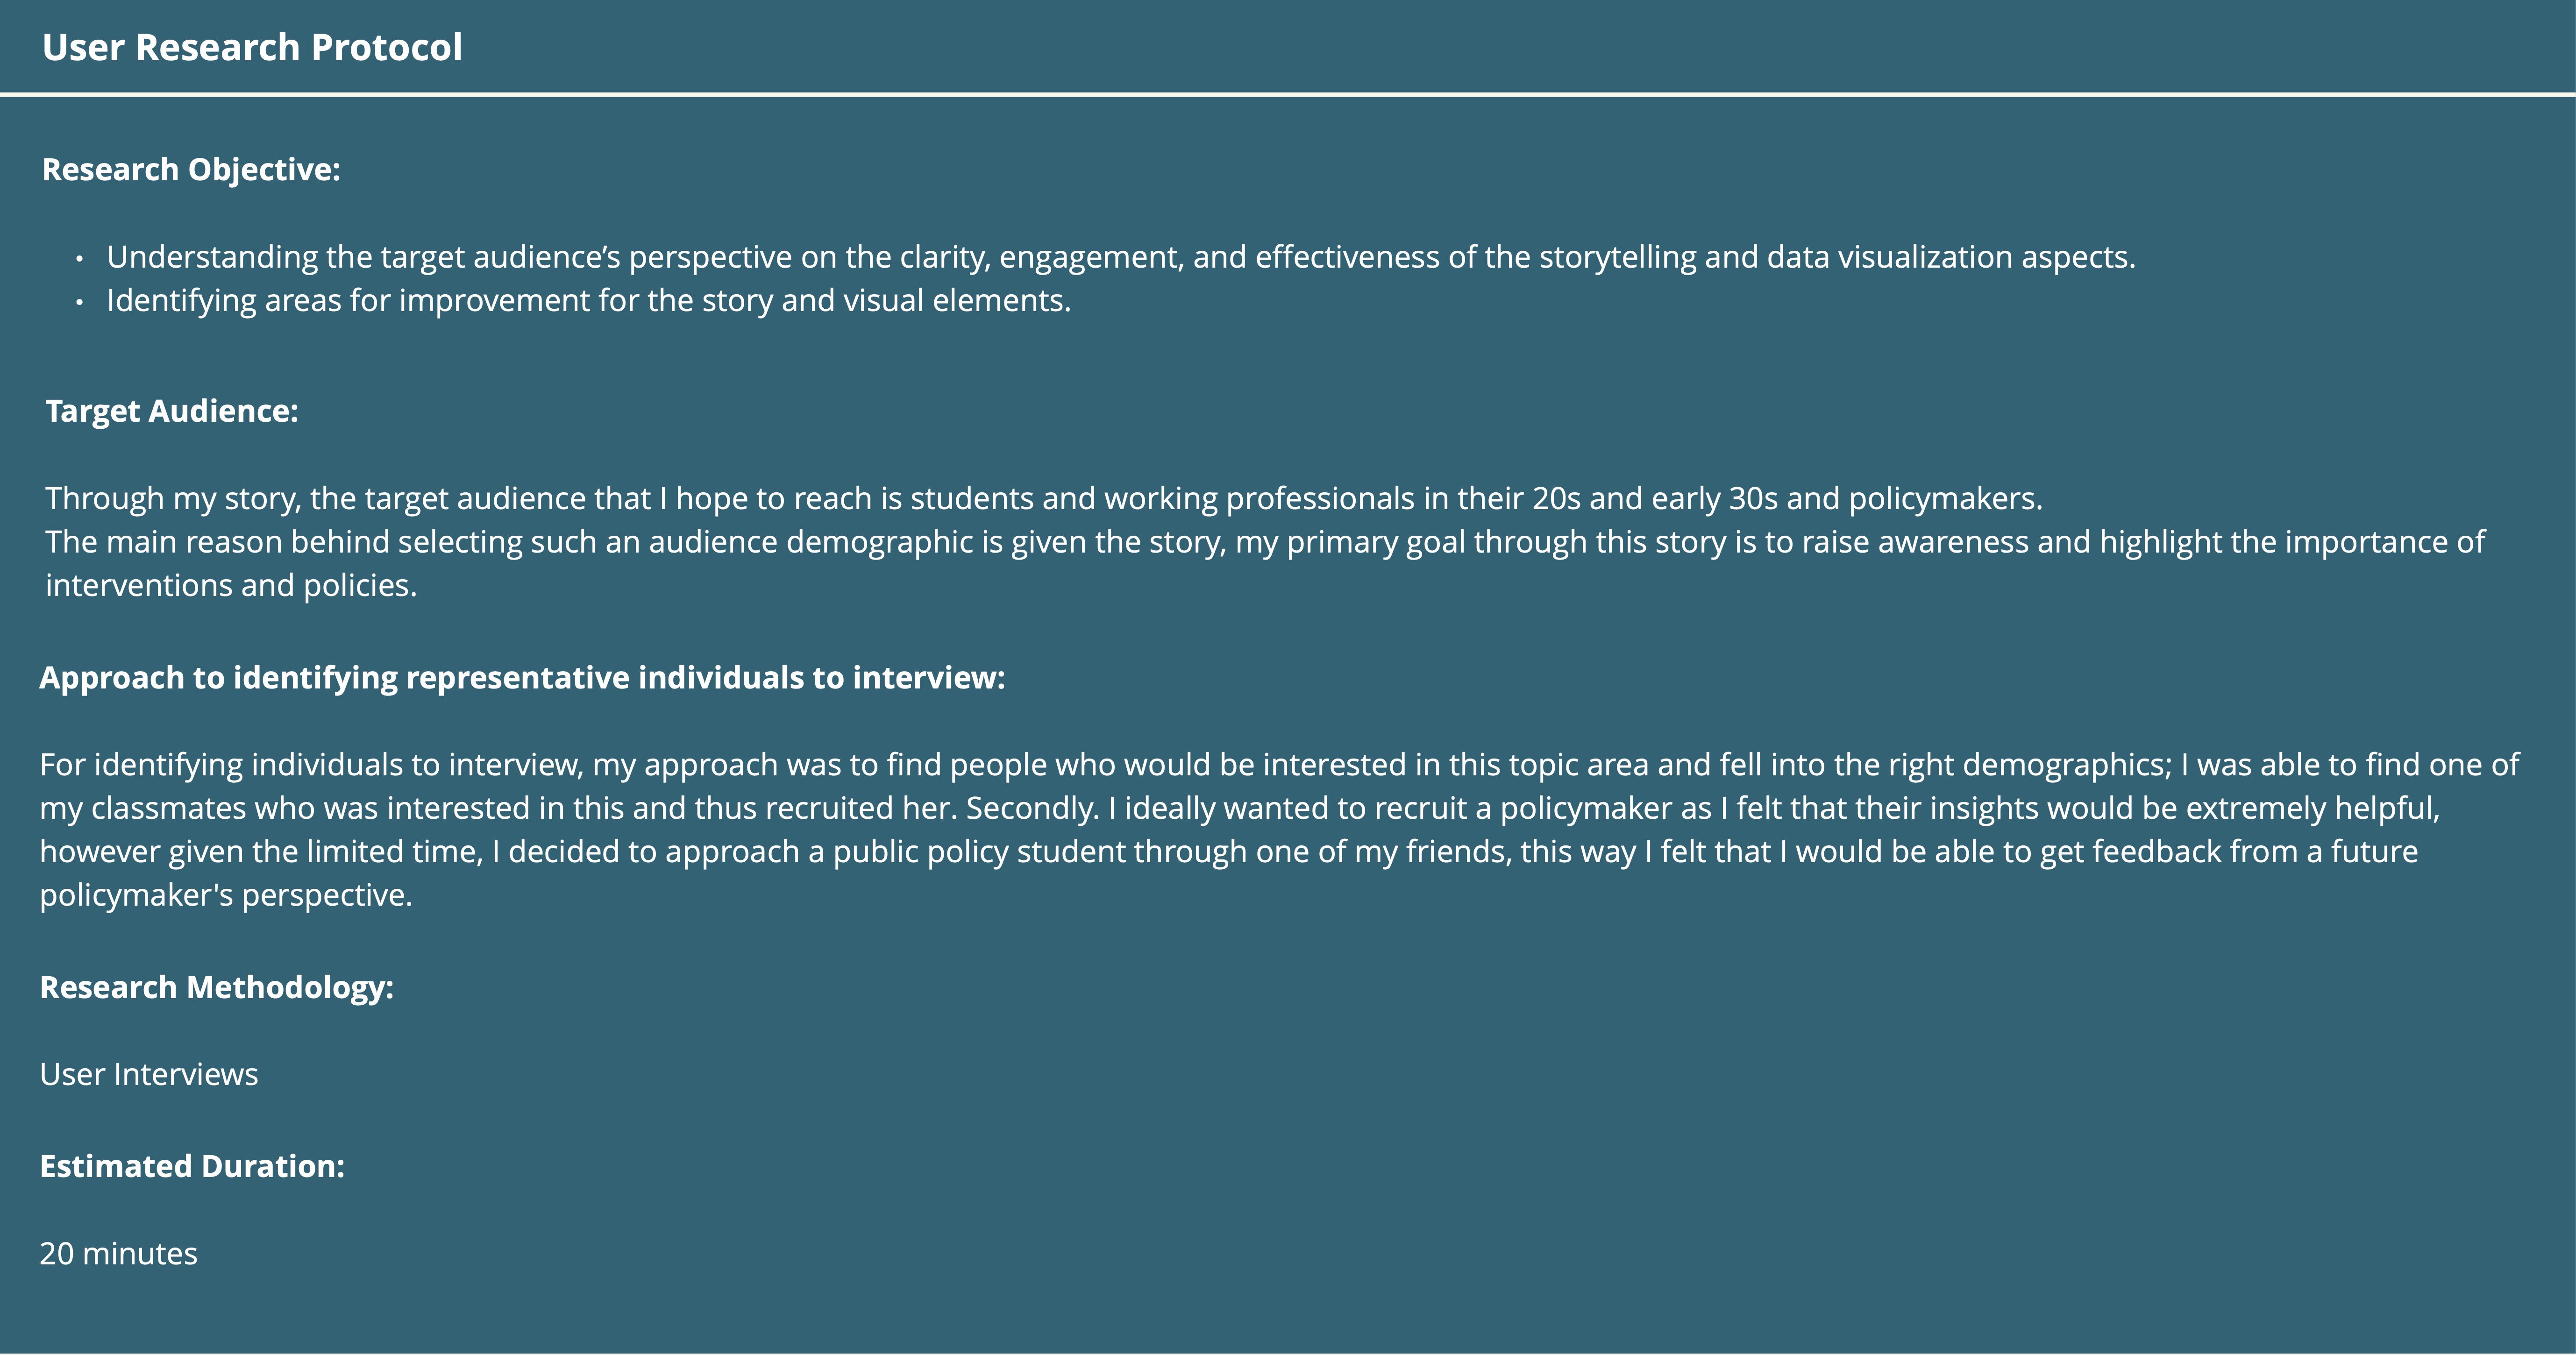 User Research Protocol
Research Objective:
• Understanding the target audience’s perspective on the clarity, engagement, and effectiveness of the storytelling and data visualization aspects.
• Identifying areas for improvement for the story and visual elements.
Target Audience:
Through my story, the target audience that I hope to reach is students and working professionals in their 20s and early 30s and policymakers.
The main reason behind selecting such an audience demographic is given the story, my primary goal through this story is to raise awareness and highlight the importance of
interventions and policies.
Approach to identifying representative individuals to interview:
For identifying individuals to interview, my approach was to find people who would be interested in this topic area and fell into the right demographics; I was able to find one of
my classmates who was interested in this and thus recruited her. Secondly. I ideally wanted to recruit a policymaker as I felt that their insights would be extremely helpful,
however given the limited time, I decided to approach a public policy student through one of my friends, this way I felt that I would be able to get feedback from a future
policymaker's perspective.
Research Methodology:
User Interviews
Estimated Duration:
20 minutes